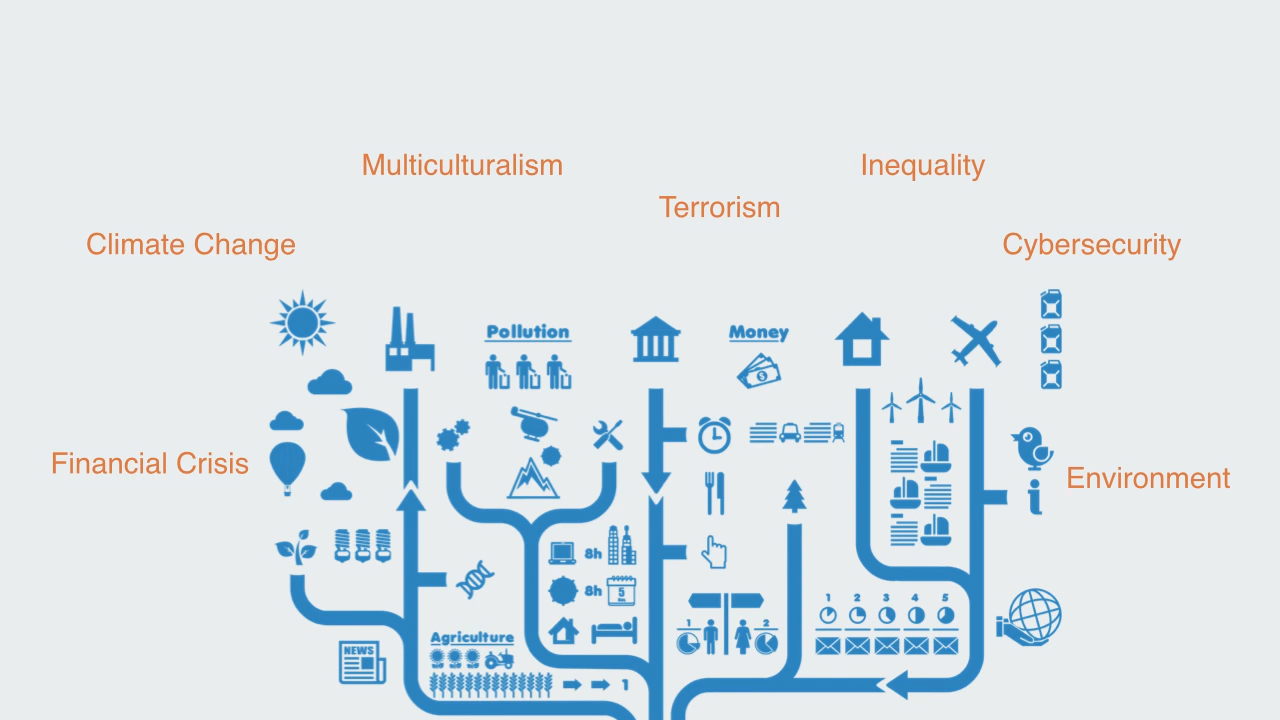 Multiculturalism
Inequality
Terrorism
Climate Change
Cybersecurity
Pollution
Money
Financial Crisis
Environment
8h
8h
5
1 2 3 4 5
1 2
Agriculture
NEWS
1